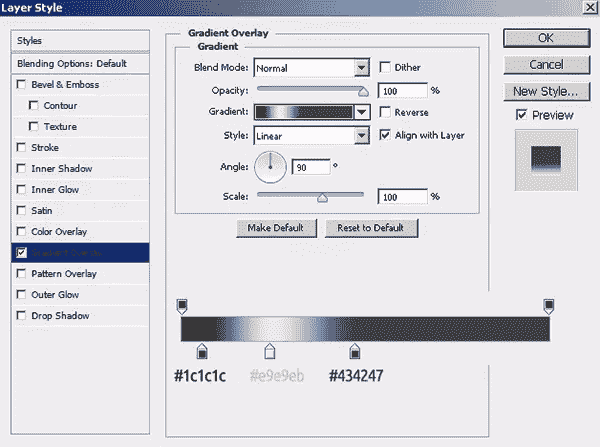 Layer Style
Styles
Blending Options: Default
Bevel & Emboss
Contour
Texture
Stroke
Inner Shadow
Inner Glow
Satin
Color Overlay
Gradient Overlay
Pattern Overlay
Outer Glow
Drop Shadow
Gradient Overlay
Gradient
Blend Mode: Normal Dither
Opacity: 100 %
Gradient: Reverse
Style: Linear Align with Layer
Angle: 90 °
Scale: 100 %
Make Default Reset to Default
OK
Cancel
New Style...
Preview
#1c1c1c #e9e9eb #434247